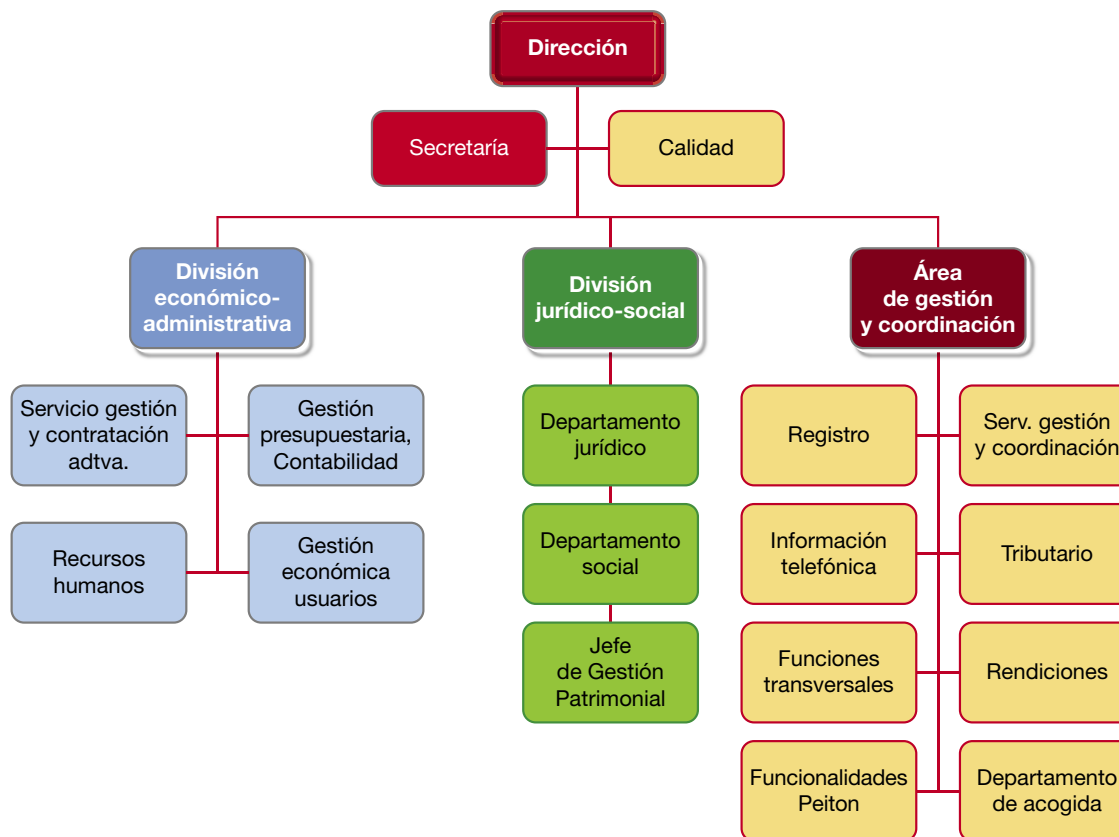 Dirección
Secretaría
Calidad
División
económico-
administrativa
División
jurídico-social
Área
de gestión
y coordinación
Servicio gestión
y contratación
adtva.
Gestión
presupuestaria,
Contabilidad
Recursos
humanos
Gestión
económica
usuarios
Departamento
jurídico
Departamento
social
Jefe
de Gestión
Patrimonial
Registro
Serv. gestión
y coordinación
Información
telefónica
Tributario
Funciones
transversales
Rendiciones
Funcionalidades
Peiton
Departamento
de acogida